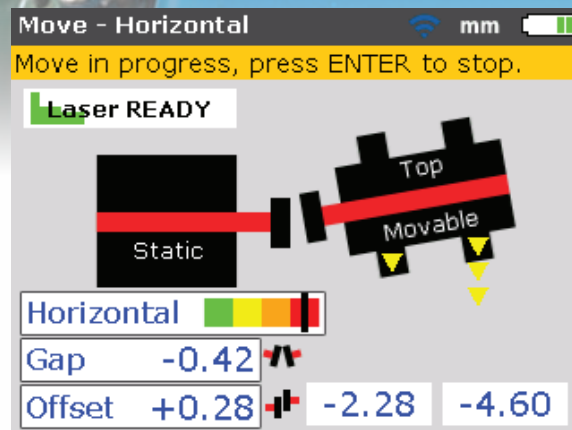 Move - Horizontal mm
Move in progress, press ENTER to stop.
Laser READY
Top
Movable
Static
Horizontal
Gap -0.42
Offset +0.28 -2.28 -4.60